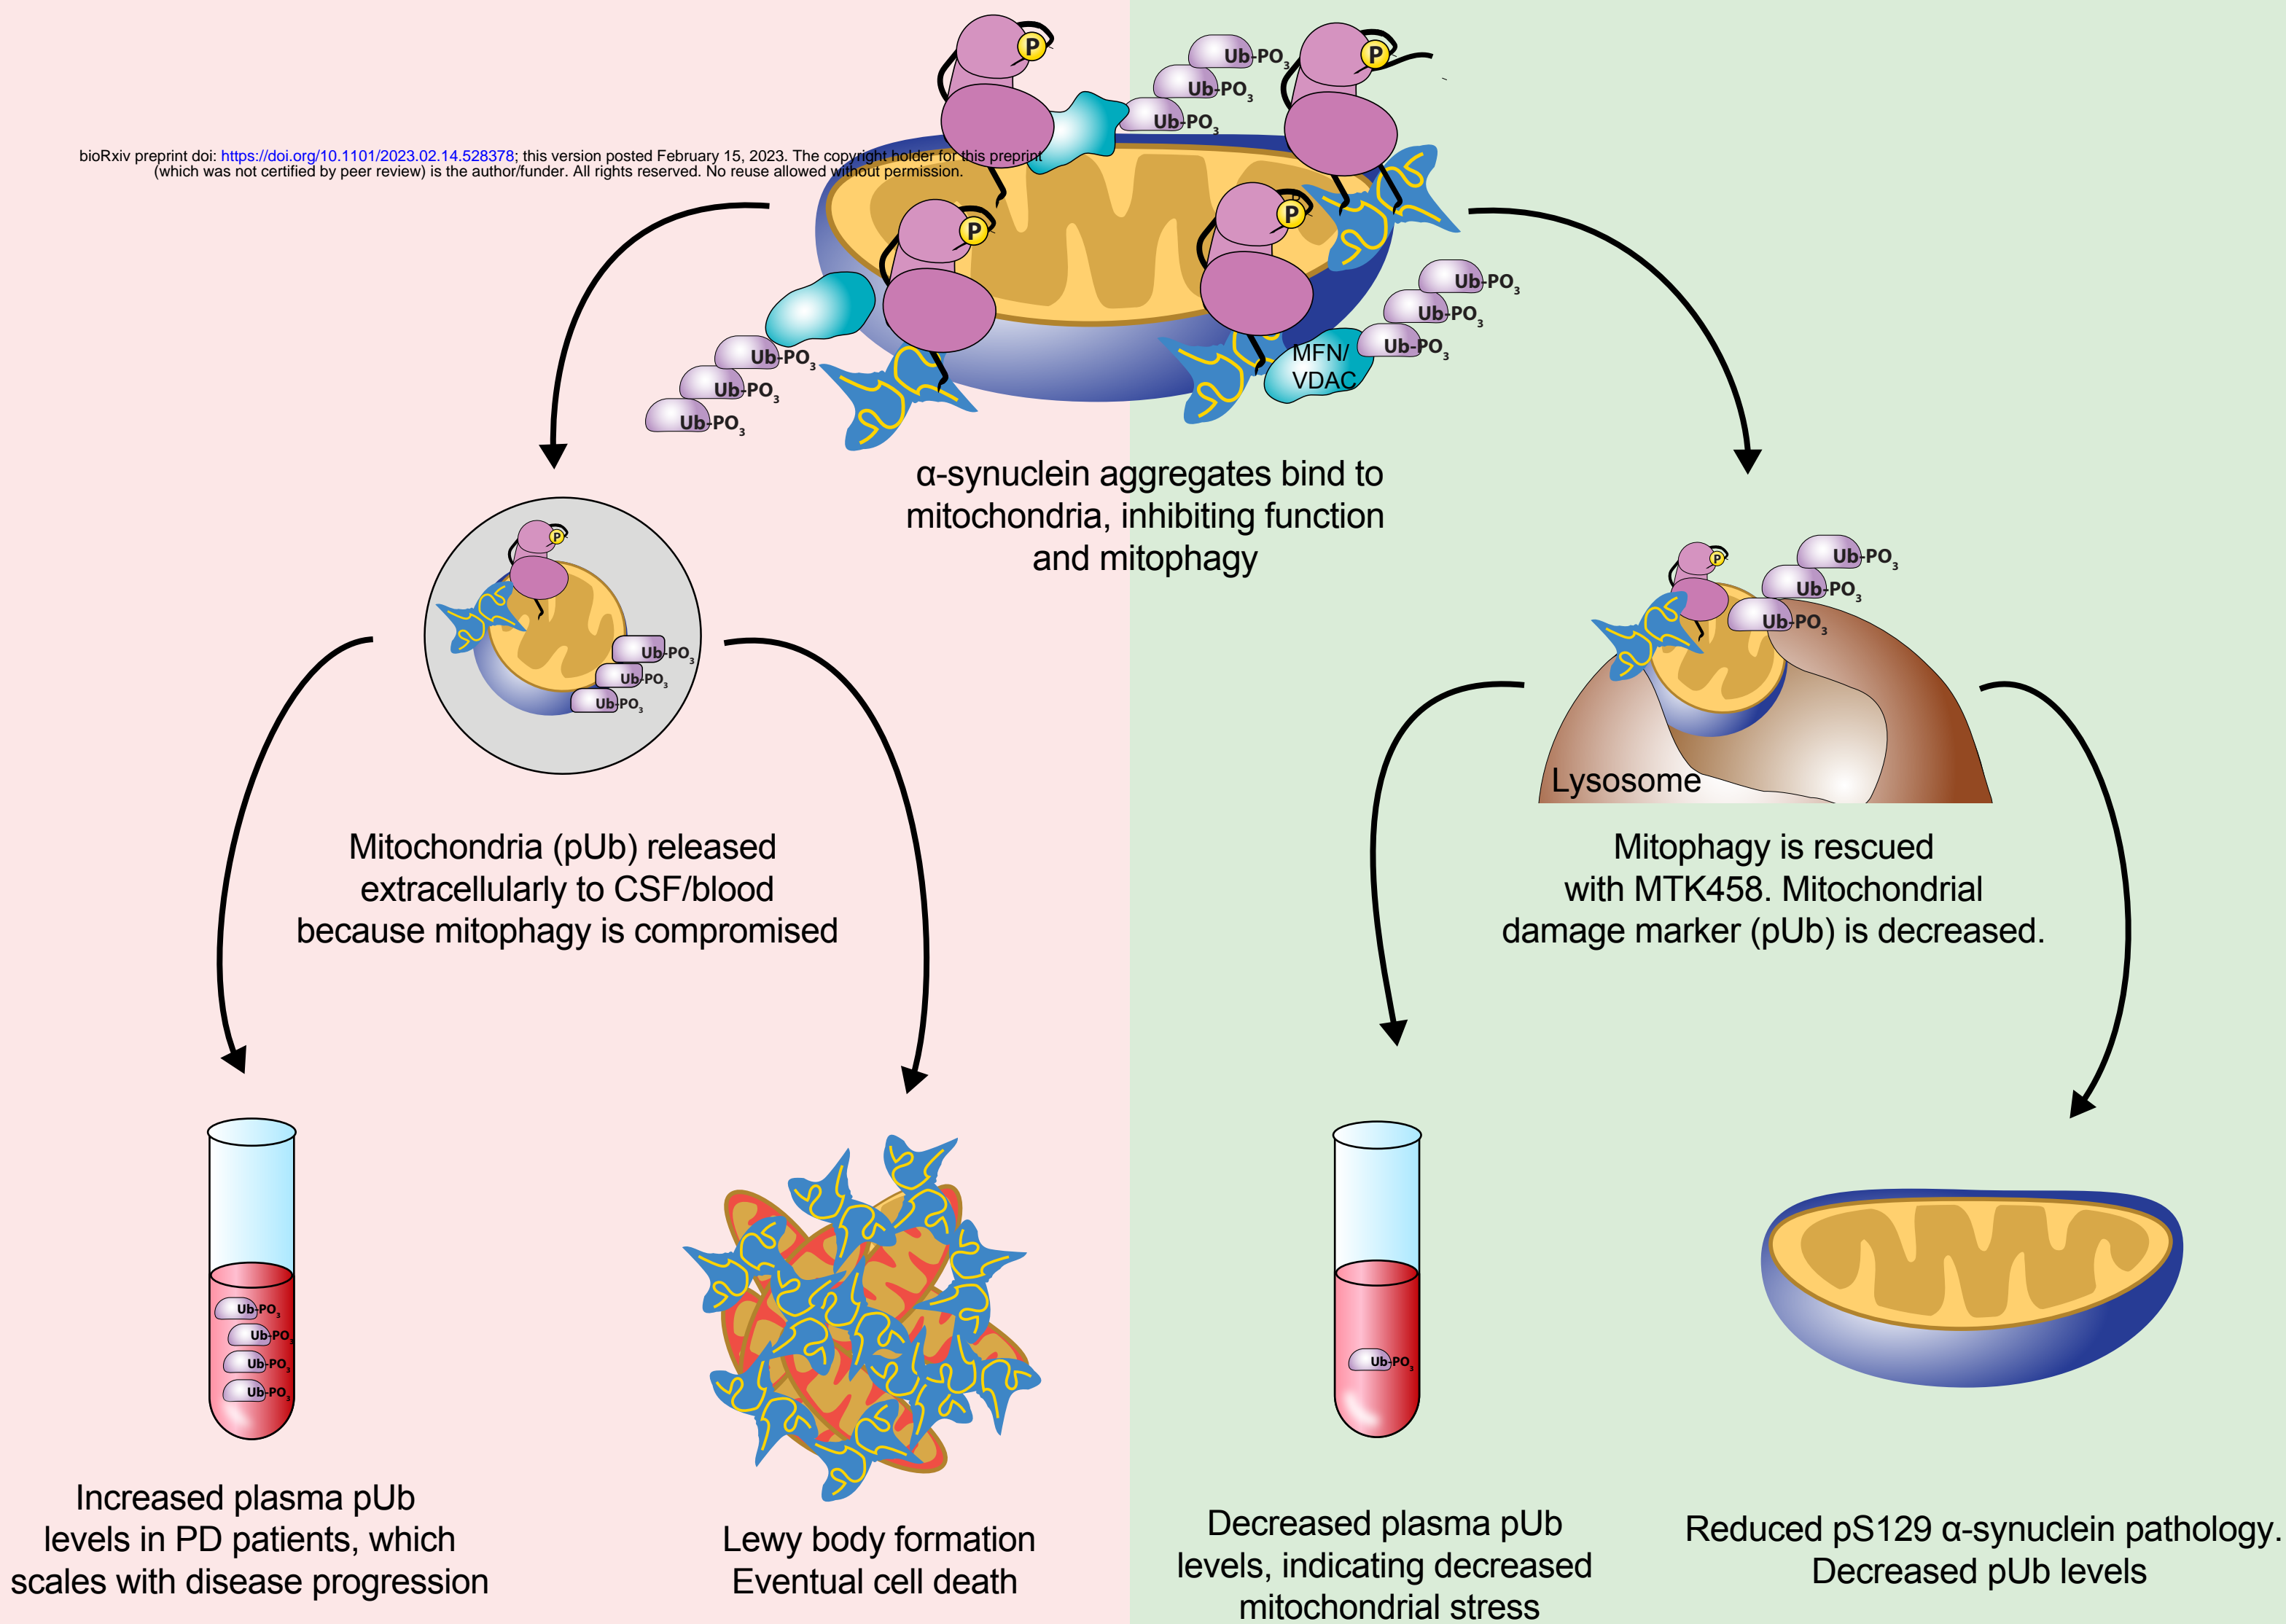 P
P
Ub-PO3
Ub-PO3
Ub-PO3
bioRxiv preprint doi: https://doi.org/10.1101/2023.02.14.528378; this version posted February 15, 2023. The copyright holder for this preprint
(which was not certified by peer review) is the author/funder. All rights reserved. No reuse allowed without permission.
P
P
Ub-PO3
Ub-PO3
Ub-PO3
Ub-PO3
Ub-PO3
Ub-PO3
MFN/
VDAC
α-synuclein aggregates bind to
mitochondria, inhibiting function
and mitophagy
P
Ub-PO3
Ub-PO3
Ub-PO3
P
Ub-PO3
Ub-PO3
Ub-PO3
Lysosome
Mitochondria (pUb) released
extracellularly to CSF/blood
because mitophagy is compromised
Mitophagy is rescued
with MTK458. Mitochondrial
damage marker (pUb) is decreased.
Ub-PO3
Ub-PO3
Ub-PO3
Ub-PO3
Ub-PO3
Increased plasma pUb
levels in PD patients, which
scales with disease progression
Lewy body formation
Eventual cell death
Decreased plasma pUb
levels, indicating decreased
mitochondrial stress
Reduced pS129 α-synuclein pathology.
Decreased pUb levels